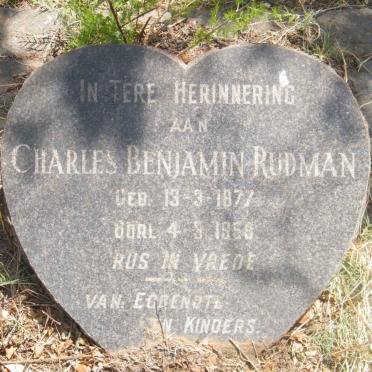 IN TERE HERINNERING
AAN
CHARLES BENJAMIN RUDMAN
GEB. 13-3-1877
OORL 4-3-1958
RUS IN VREDE
VAN. EGGENOTE
EN KINDERS.